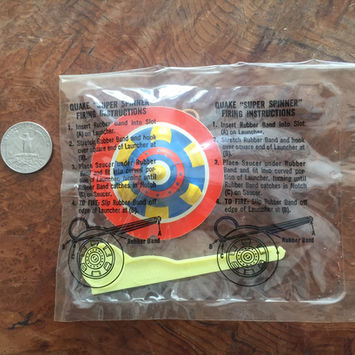 QUAKE "SUPER SPINNER"
FIRING INSTRUCTIONS
1. Insert Rubber Band into Slot
(A) on Launcher.
2. Stretch Rubber Band and hook
over square end of Launcher
at (B).
3. Place Saucer under Rubber
Band and fit into curved por-
tion of Launcher, turning until
Rubber Band catches in Notch
(C) on Saucer.
4. TO FIRE- Slip Rubber Band off
edge of Launcher at (B).
Rubber Band
QUAKE "SUPER SPINNER"
FIRING INSTRUCTIONS
1. Insert Rubber Band into Slot
(A) on Launcher.
2. Stretch Rubber Band and hook
over square end of Launcher at
(B).
3. Place Saucer under Rubber
Band and fit into curved por-
tion of Launcher, turning until
Rubber Band catches in Notch
(C) on Saucer.
4. TO FIRE- Slip Rubber Band off
edge of Launcher at (B).
B
Rubber Band